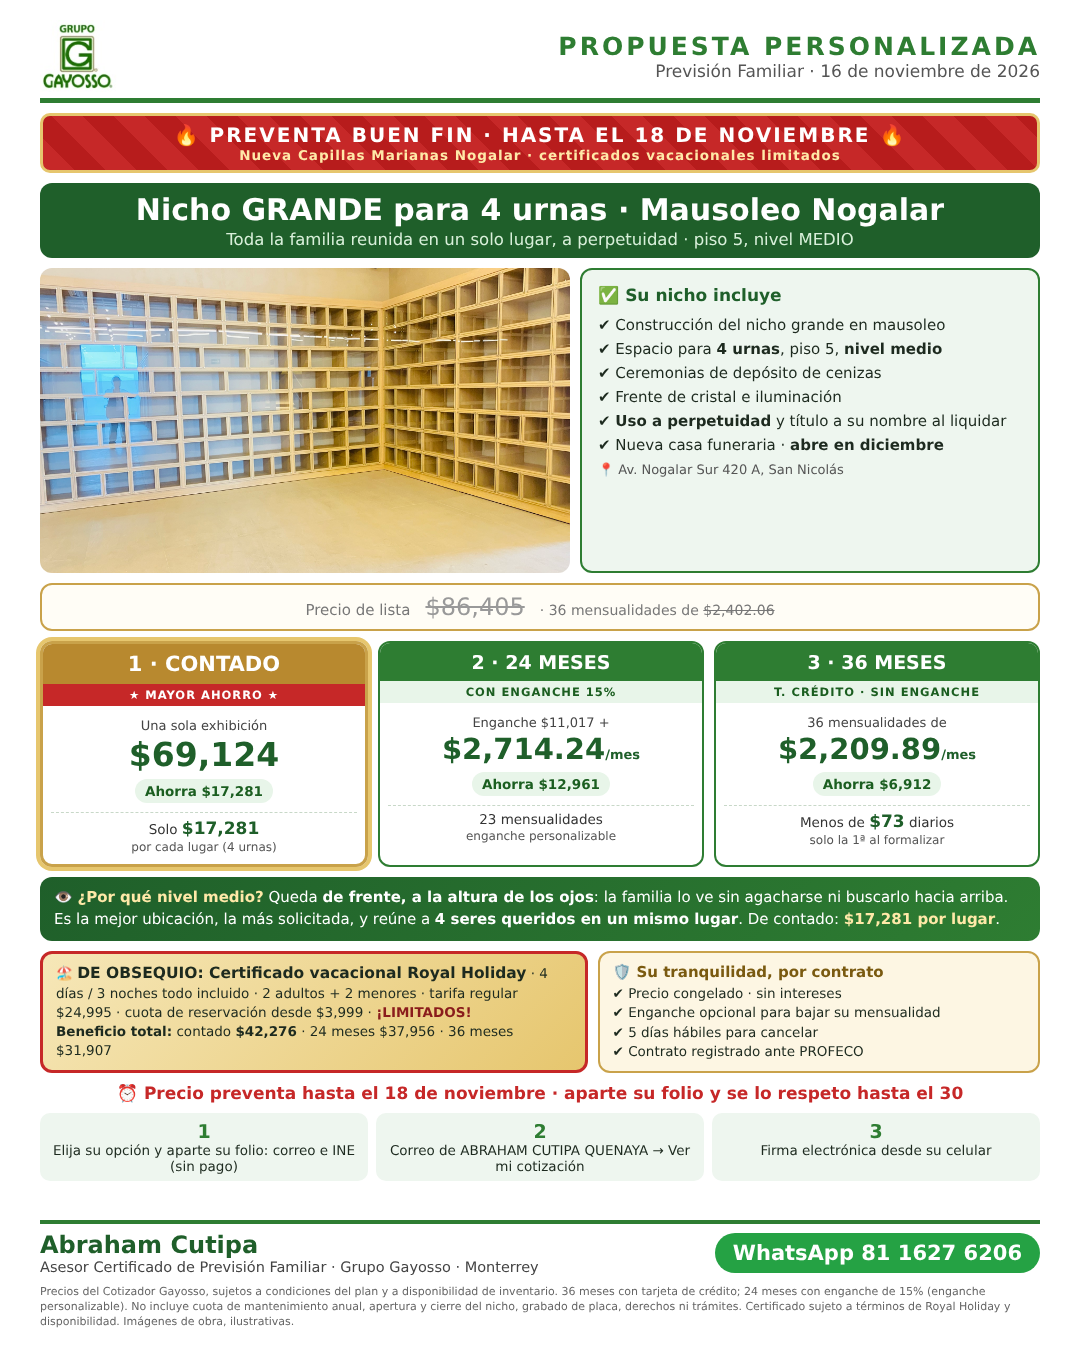 GRUPO
GAYOSSO
PROPUESTA PERSONALIZADA
Previsión Familiar · 16 de noviembre de 2026
🔥 PREVENTA BUEN FIN · HASTA EL 18 DE NOVIEMBRE 🔥
Nueva Capillas Marianas Nogalar · certificados vacacionales limitados
Nicho GRANDE para 4 urnas · Mausoleo Nogalar
Toda la familia reunida en un solo lugar, a perpetuidad · piso 5, nivel MEDIO
✅ Su nicho incluye
✔ Construcción del nicho grande en mausoleo
✔ Espacio para 4 urnas, piso 5, nivel medio
✔ Ceremonias de depósito de cenizas
✔ Frente de cristal e iluminación
✔ Uso a perpetuidad y título a su nombre al liquidar
✔ Nueva casa funeraria · abre en diciembre
📍 Av. Nogalar Sur 420 A, San Nicolás
Precio de lista $86,405 · 36 mensualidades de $2,402.06
1 · CONTADO
★ MAYOR AHORRO ★
Una sola exhibición
$69,124
Ahorra $17,281
Solo $17,281
por cada lugar (4 urnas)
2 · 24 MESES
CON ENGANCHE 15%
Enganche $11,017 +
$2,714.24/mes
Ahorra $12,961
23 mensualidades
enganche personalizable
3 · 36 MESES
T. CRÉDITO · SIN ENGANCHE
36 mensualidades de
$2,209.89/mes
Ahorra $6,912
Menos de $73 diarios
solo la 1ª al formalizar
👁️ ¿Por qué nivel medio? Queda de frente, a la altura de los ojos: la familia lo ve sin agacharse ni buscarlo hacia arriba.
Es la mejor ubicación, la más solicitada, y reúne a 4 seres queridos en un mismo lugar. De contado: $17,281 por lugar.
🏖️ DE OBSEQUIO: Certificado vacacional Royal Holiday · 4
días / 3 noches todo incluido · 2 adultos + 2 menores · tarifa regular
$24,995 · cuota de reservación desde $3,999 · ¡LIMITADOS!
Beneficio total: contado $42,276 · 24 meses $37,956 · 36 meses
$31,907
🛡️ Su tranquilidad, por contrato
✔ Precio congelado · sin intereses
✔ Enganche opcional para bajar su mensualidad
✔ 5 días hábiles para cancelar
✔ Contrato registrado ante PROFECO
⏰ Precio preventa hasta el 18 de noviembre · aparte su folio y se lo respeto hasta el 30
1
Elija su opción y aparte su folio: correo e INE
(sin pago)
2
Correo de ABRAHAM CUTIPA QUENAYA → Ver
mi cotización
3
Firma electrónica desde su celular
Abraham Cutipa
Asesor Certificado de Previsión Familiar · Grupo Gayosso · Monterrey
WhatsApp 81 1627 6206
Precios del Cotizador Gayosso, sujetos a condiciones del plan y a disponibilidad de inventario. 36 meses con tarjeta de crédito; 24 meses con enganche de 15% (enganche
personalizable). No incluye cuota de mantenimiento anual, apertura y cierre del nicho, grabado de placa, derechos ni trámites. Certificado sujeto a términos de Royal Holiday y
disponibilidad. Imágenes de obra, ilustrativas.